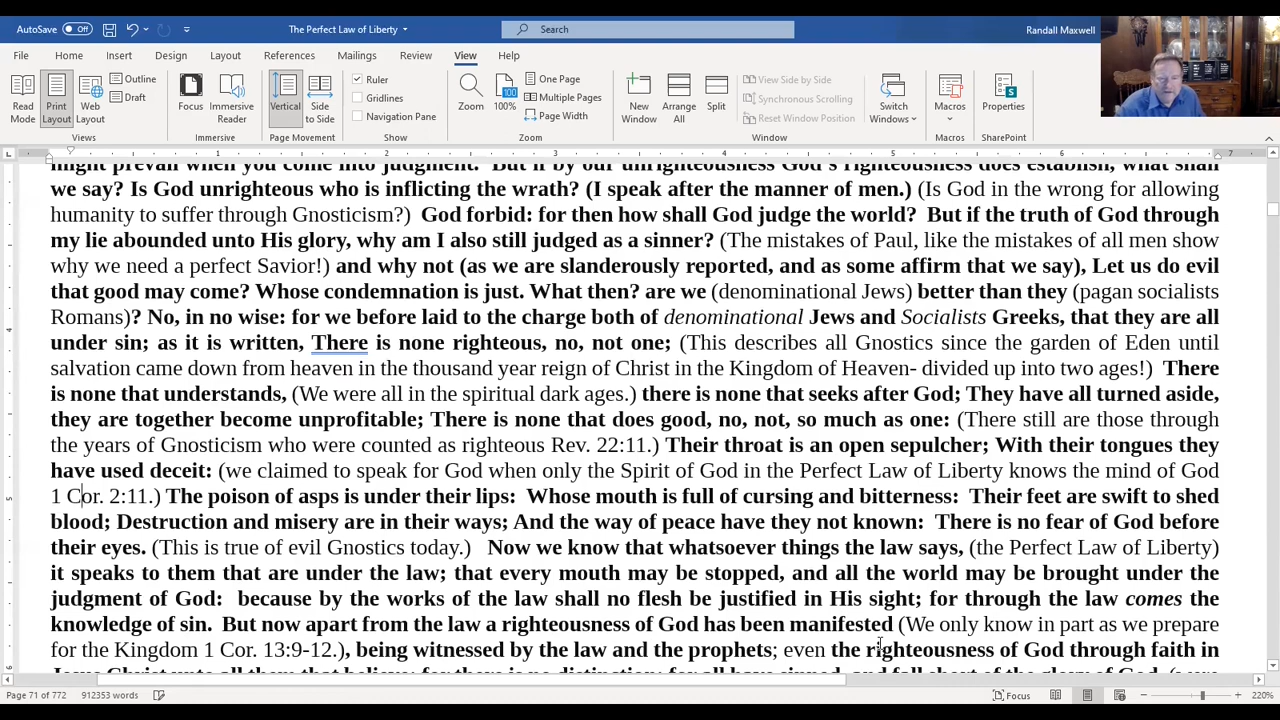 AutoSave Off The Perfect Law of Liberty Search Randall Maxwell
File Home Insert Design Layout References Mailings Review View Help
Read Mode Print Layout Web Layout Outline Draft Focus Immersive Reader Vertical Side to Side Ruler Gridlines Navigation Pane Zoom 100% One Page Multiple Pages Page Width New Window Arrange All Split View Side by Side Synchronous Scrolling Reset Window Position Switch Windows Macros Properties
Views Immersive Page Movement Show Zoom Window Macros SharePoint
1 2 3 4 5 6 7
might prevail when you come into judgment. But if by our unrighteousness God's righteousness does establish, what shall
we say? Is God unrighteous who is inflicting the wrath? (I speak after the manner of men.) (Is God in the wrong for allowing
humanity to suffer through Gnosticism?) God forbid: for then how shall God judge the world? But if the truth of God through
my lie abounded unto His glory, why am I also still judged as a sinner? (The mistakes of Paul, like the mistakes of all men show
why we need a perfect Savior!) and why not (as we are slanderously reported, and as some affirm that we say), Let us do evil
that good may come? Whose condemnation is just. What then? are we (denominational Jews) better than they (pagan socialists
Romans)? No, in no wise: for we before laid to the charge both of denominational Jews and Socialists Greeks, that they are all
under sin; as it is written, There is none righteous, no, not one; (This describes all Gnostics since the garden of Eden until
salvation came down from heaven in the thousand year reign of Christ in the Kingdom of Heaven- divided up into two ages!) There
is none that understands, (We were all in the spiritual dark ages.) there is none that seeks after God; They have all turned aside,
they are together become unprofitable; There is none that does good, no, not, so much as one: (There still are those through
the years of Gnosticism who were counted as righteous Rev. 22:11.) Their throat is an open sepulcher; With their tongues they
have used deceit: (we claimed to speak for God when only the Spirit of God in the Perfect Law of Liberty knows the mind of God
1 Cor. 2:11.) The poison of asps is under their lips: Whose mouth is full of cursing and bitterness: Their feet are swift to shed
blood; Destruction and misery are in their ways; And the way of peace have they not known: There is no fear of God before
their eyes. (This is true of evil Gnostics today.) Now we know that whatsoever things the law says, (the Perfect Law of Liberty)
it speaks to them that are under the law; that every mouth may be stopped, and all the world may be brought under the
judgment of God: because by the works of the law shall no flesh be justified in His sight; for through the law comes the
knowledge of sin. But now apart from the law a righteousness of God has been manifested (We only know in part as we prepare
for the Kingdom 1 Cor. 13:9-12.), being witnessed by the law and the prophets; even the righteousness of God through faith in
Page 71 of 772 912353 words Focus 220%